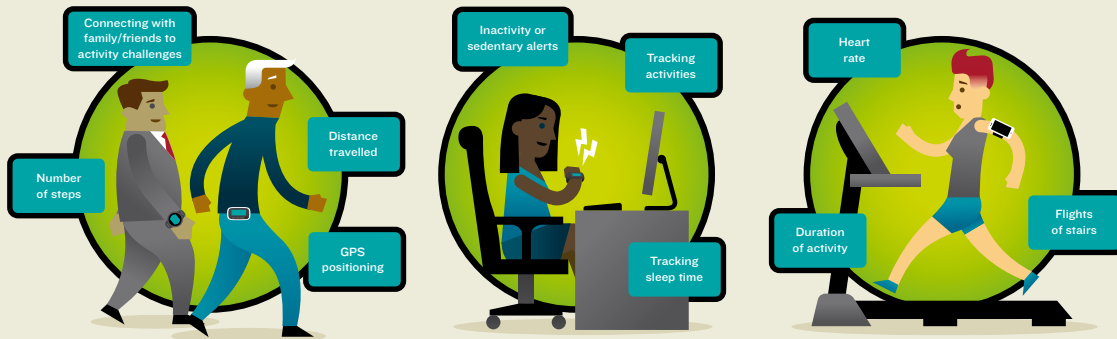 Connecting with
family/friends to
activity challenges
Number
of steps
Distance
travelled
GPS
positioning
Inactivity or
sedentary alerts
Tracking
activities
Tracking
sleep time
Heart
rate
Duration
of activity
Flights
of stairs